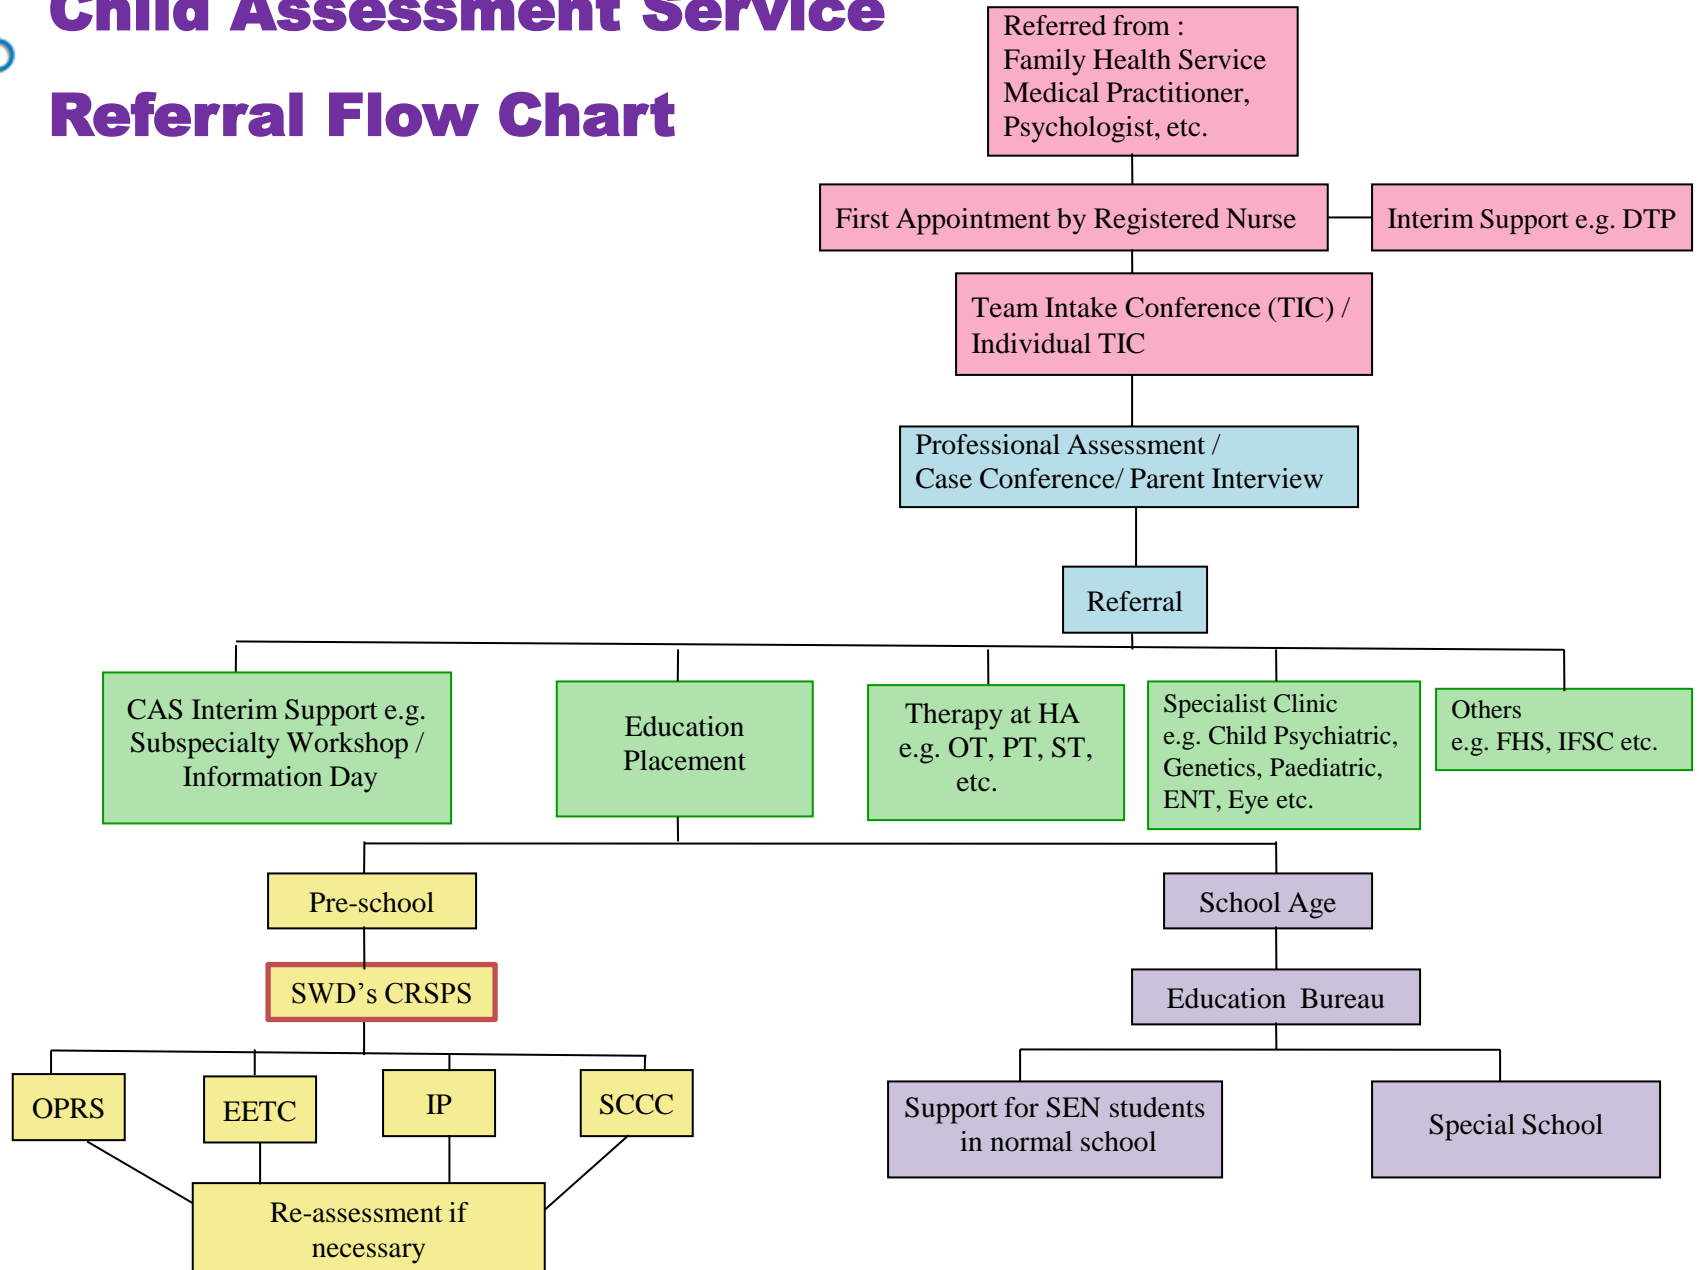 Child Assessment Service
Referral Flow Chart
Referred from :
Family Health Service
Medical Practitioner,
Psychologist, etc.
First Appointment by Registered Nurse
Interim Support e.g. DTP
Team Intake Conference (TIC) /
Individual TIC
Professional Assessment /
Case Conference/ Parent Interview
Referral
CAS Interim Support e.g.
Subspecialty Workshop /
Information Day
Education
Placement
Therapy at HA
e.g. OT, PT, ST,
etc.
Specialist Clinic
e.g. Child Psychiatric,
Genetics, Paediatric,
ENT, Eye etc.
Others
e.g. FHS, IFSC etc.
Pre-school
School Age
SWD's CRSPS
Education Bureau
OPRS
EETC
IP
SCCC
Support for SEN students
in normal school
Special School
Re-assessment if
necessary